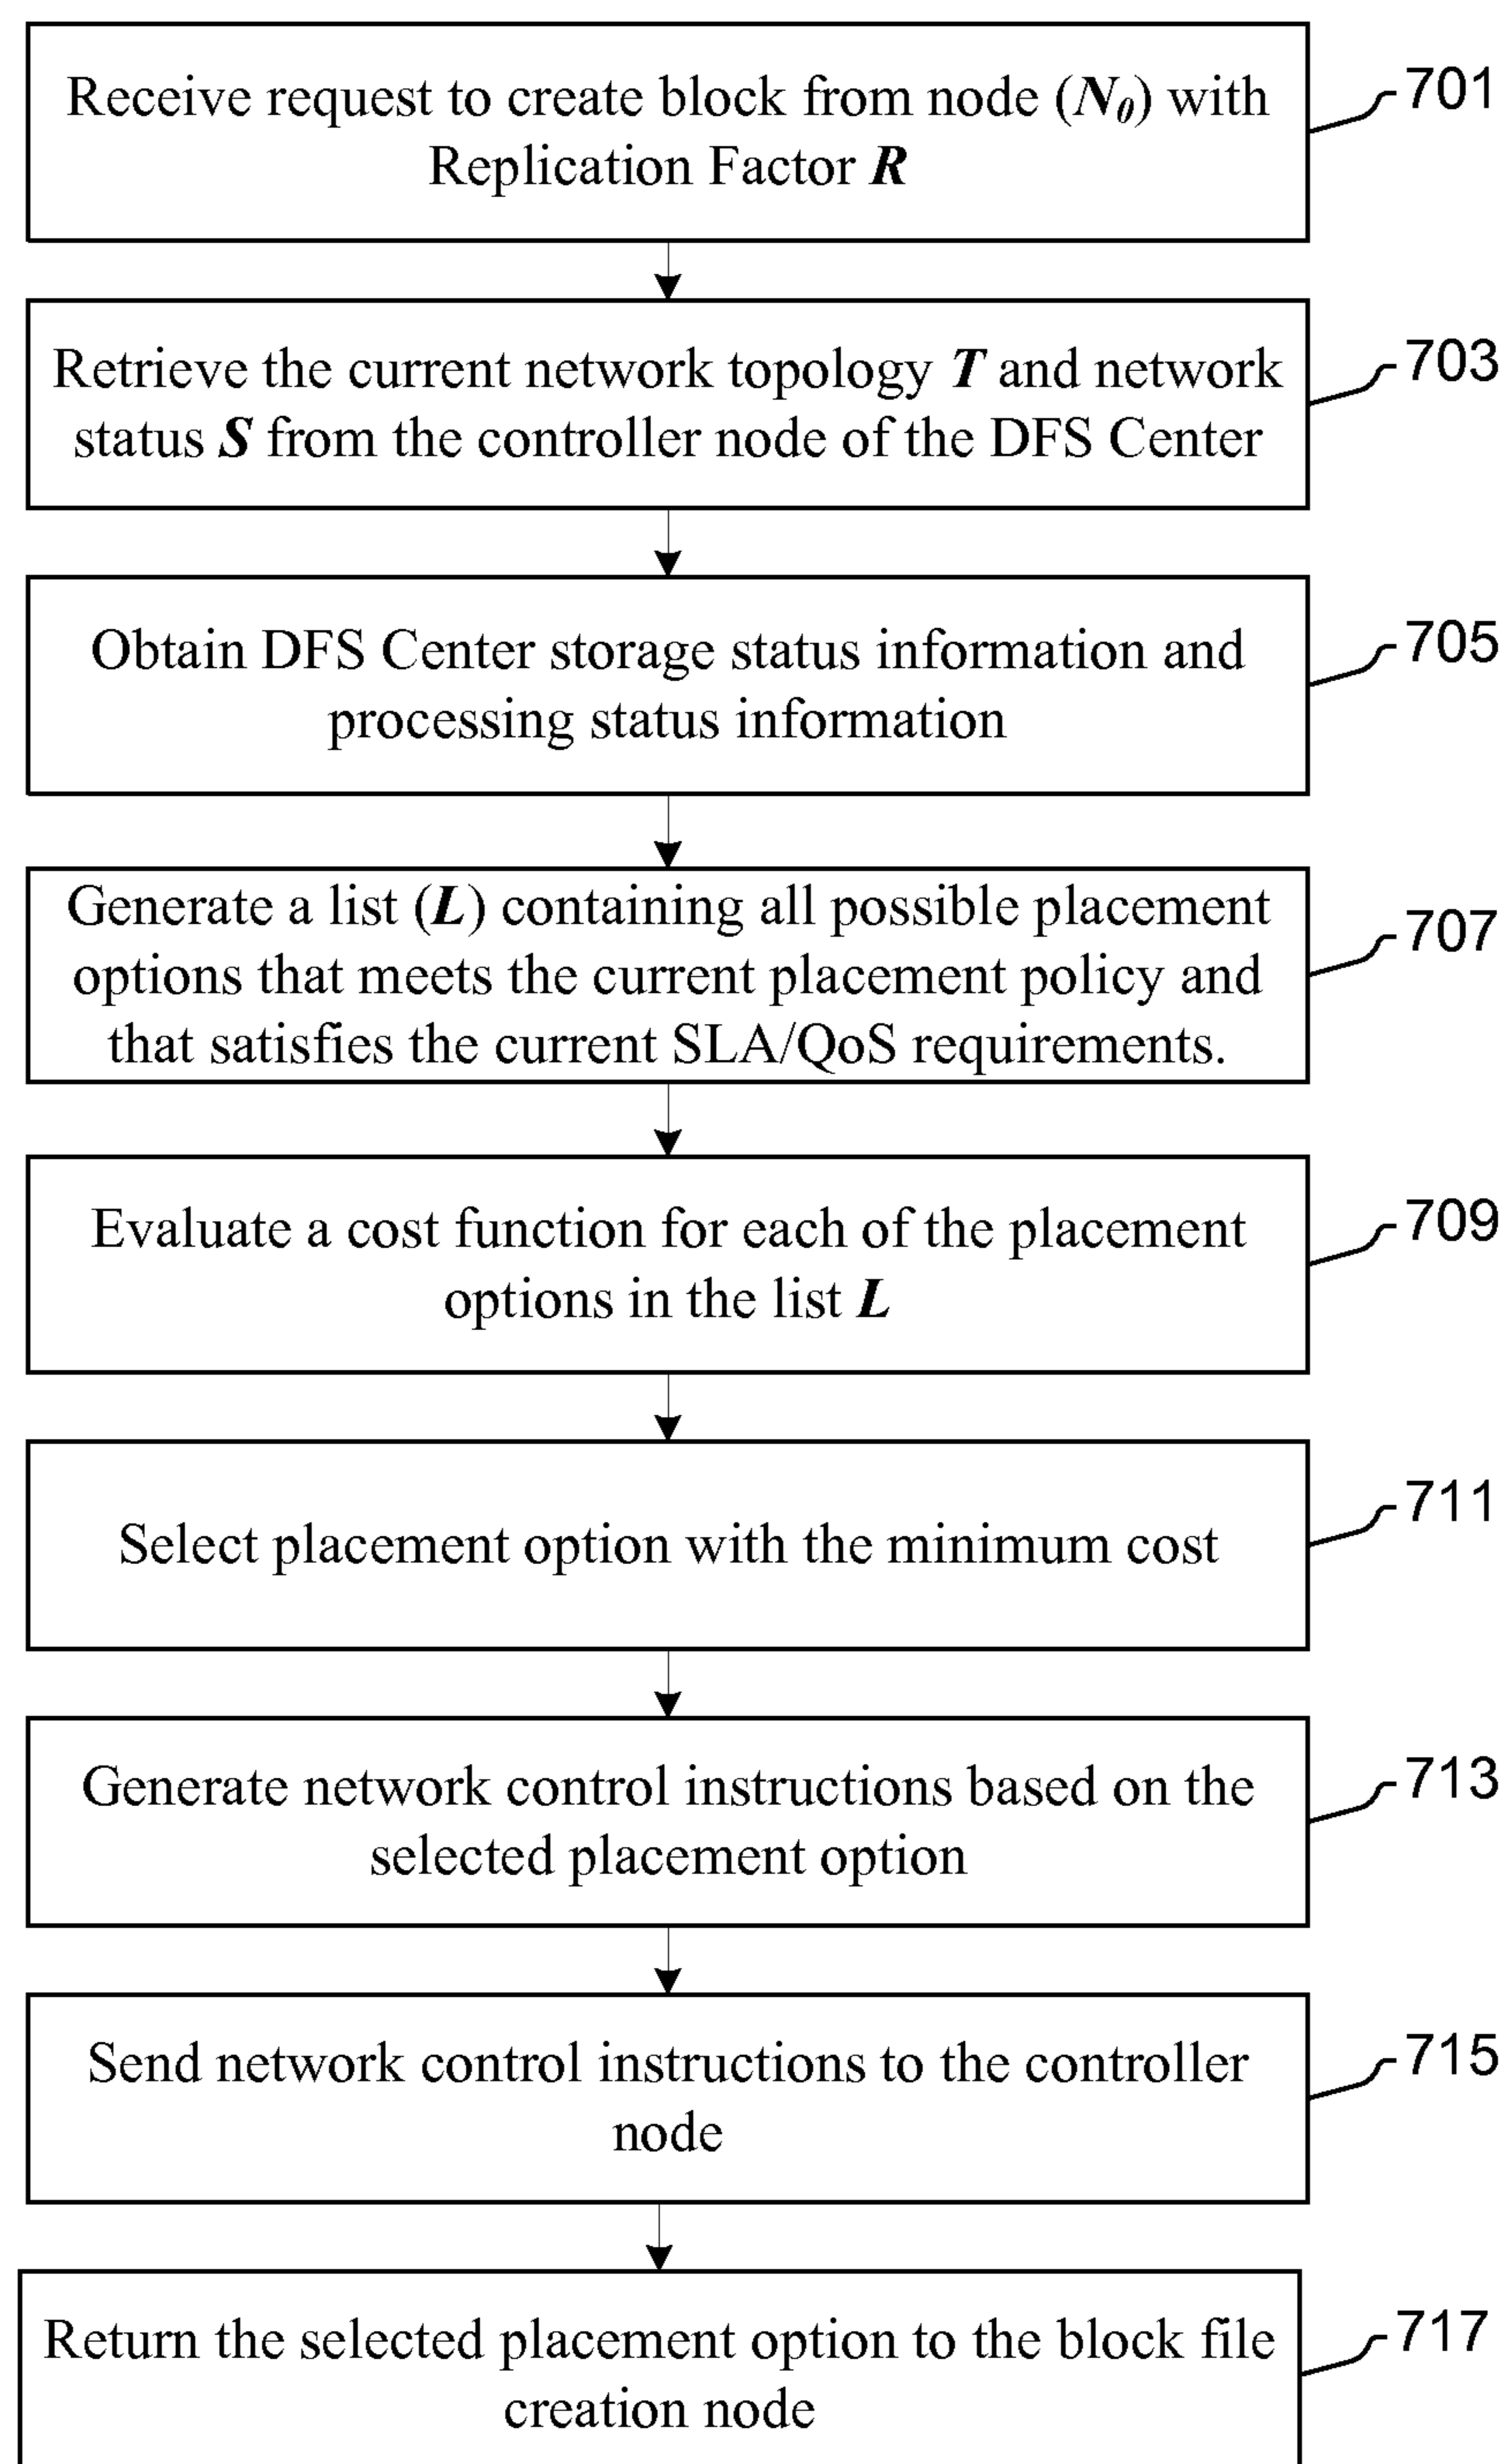 Receive request to create block from node (N0) with
Replication Factor R
701
Retrieve the current network topology T and network
status S from the controller node of the DFS Center
703
Obtain DFS Center storage status information and
processing status information
705
Generate a list (L) containing all possible placement
options that meets the current placement policy and
that satisfies the current SLA/QoS requirements.
707
Evaluate a cost function for each of the placement
options in the list L
709
Select placement option with the minimum cost
711
Generate network control instructions based on the
selected placement option
713
Send network control instructions to the controller
node
715
Return the selected placement option to the block file
creation node
717